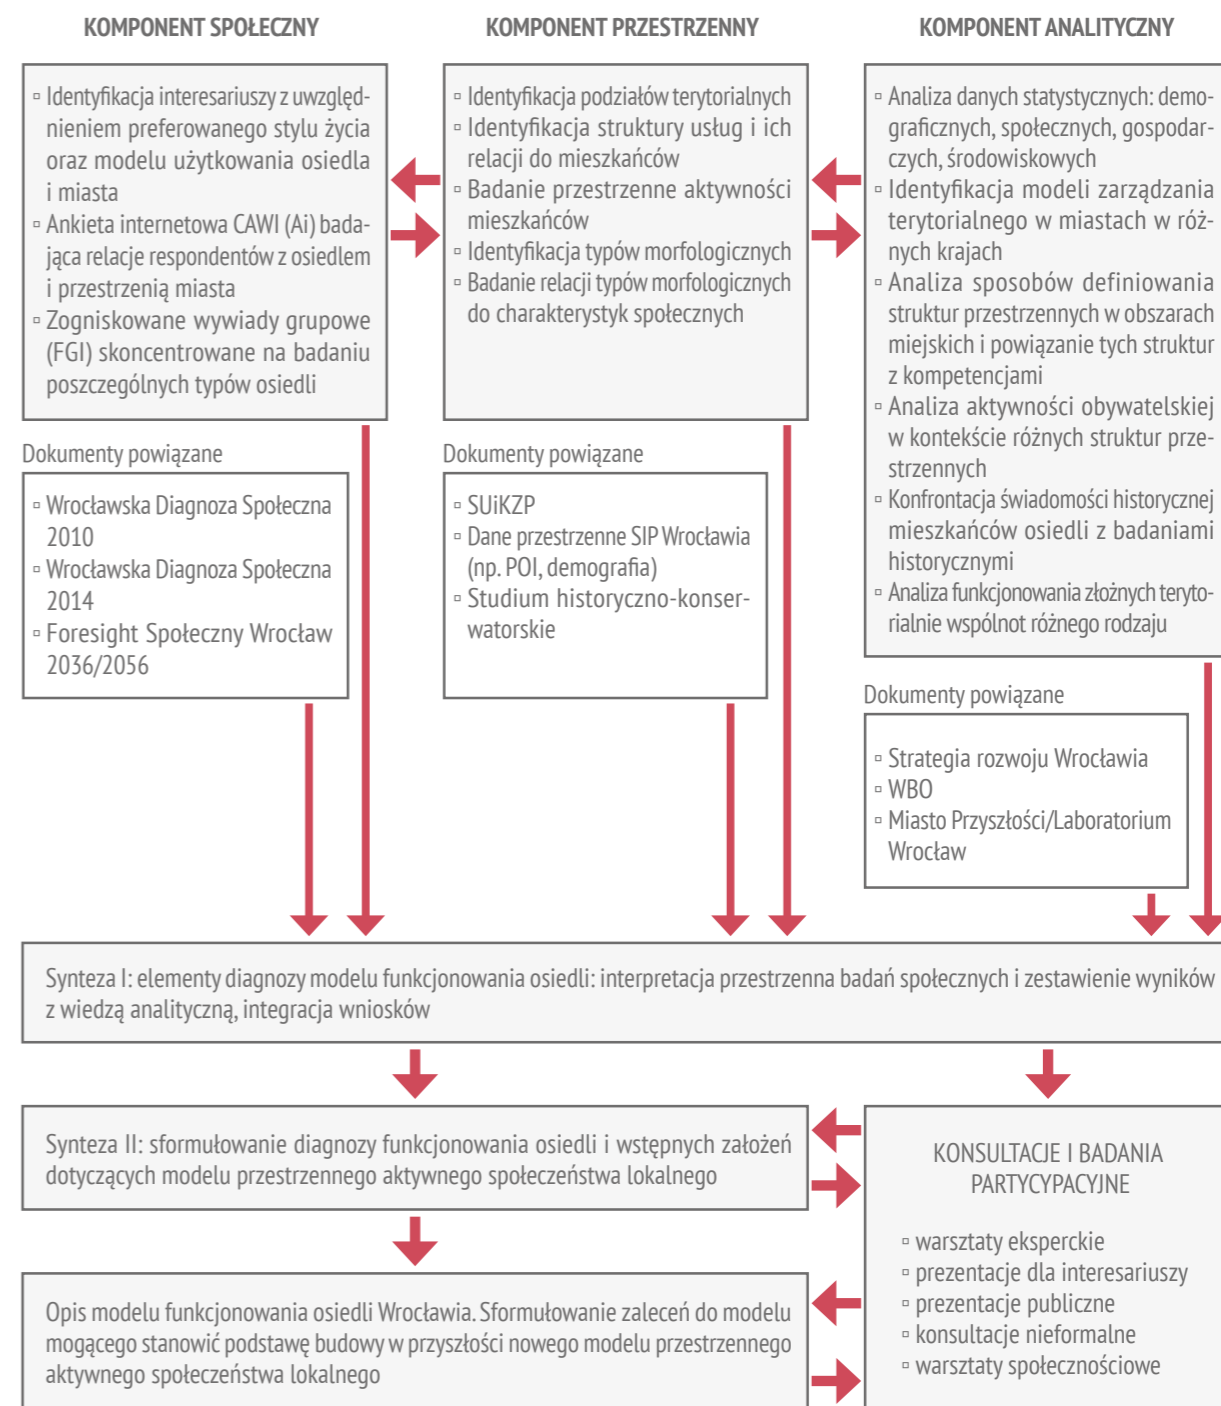 KOMPONENT SPOŁECZNY
▫ Identyfikacja interesariuszy z uwzględ-
nieniem preferowanego stylu życia
oraz modelu użytkowania osiedla
i miasta
▫ Ankieta internetowa CAWI (Ai) bada-
jąca relacje respondentów z osiedlem
i przestrzenią miasta
▫ Zogniskowane wywiady grupowe
(FGI) skoncentrowane na badaniu
poszczególnych typów osiedli
Dokumenty powiązane
▫ Wrocławska Diagnoza Społeczna
2010
▫ Wrocławska Diagnoza Społeczna
2014
▫ Foresight Społeczny Wrocław
2036/2056
KOMPONENT PRZESTRZENNY
▫ Identyfikacja podziałów terytorialnych
▫ Identyfikacja struktury usług i ich
relacji do mieszkańców
▫ Badanie przestrzenne aktywności
mieszkańców
▫ Identyfikacja typów morfologicznych
▫ Badanie relacji typów morfologicznych
do charakterystyk społecznych
Dokumenty powiązane
▫ SUiKZP
▫ Dane przestrzenne SIP Wrocławia
(np. POI, demografia)
▫ Studium historyczno-konser-
watorskie
KOMPONENT ANALITYCZNY
▫ Analiza danych statystycznych: demo-
graficznych, społecznych, gospodar-
czych, środowiskowych
▫ Identyfikacja modeli zarządzania
terytorialnego w miastach w róż-
nych krajach
▫ Analiza sposobów definiowania
struktur przestrzennych w obszarach
miejskich i powiązanie tych struktur
z kompetencjami
▫ Analiza aktywności obywatelskiej
w kontekście różnych struktur prze-
strzennych
▫ Konfrontacja świadomości historycznej
mieszkańców osiedli z badaniami
historycznymi
▫ Analiza funkcjonowania złożnych teryto-
rialnie wspólnot różnego rodzaju
Dokumenty powiązane
▫ Strategia rozwoju Wrocławia
▫ WBO
▫ Miasto Przyszłości/Laboratorium
Wrocław
Synteza I: elementy diagnozy modelu funkcjonowania osiedli: interpretacja przestrzenna badań społecznych i zestawienie wyników
z wiedzą analityczną, integracja wniosków
Synteza II: sformułowanie diagnozy funkcjonowania osiedli i wstępnych założeń
dotyczących modelu przestrzennego aktywnego społeczeństwa lokalnego
Opis modelu funkcjonowania osiedli Wrocławia. Sformułowanie zaleceń do modelu
mogącego stanowić podstawę budowy w przyszłości nowego modelu przestrzennego
aktywnego społeczeństwa lokalnego
KONSULTACJE I BADANIA
PARTYCYPACYJNE
▫ warsztaty eksperckie
▫ prezentacje dla interesariuszy
▫ prezentacje publiczne
▫ konsultacje nieformalne
▫ warsztaty społecznościowe